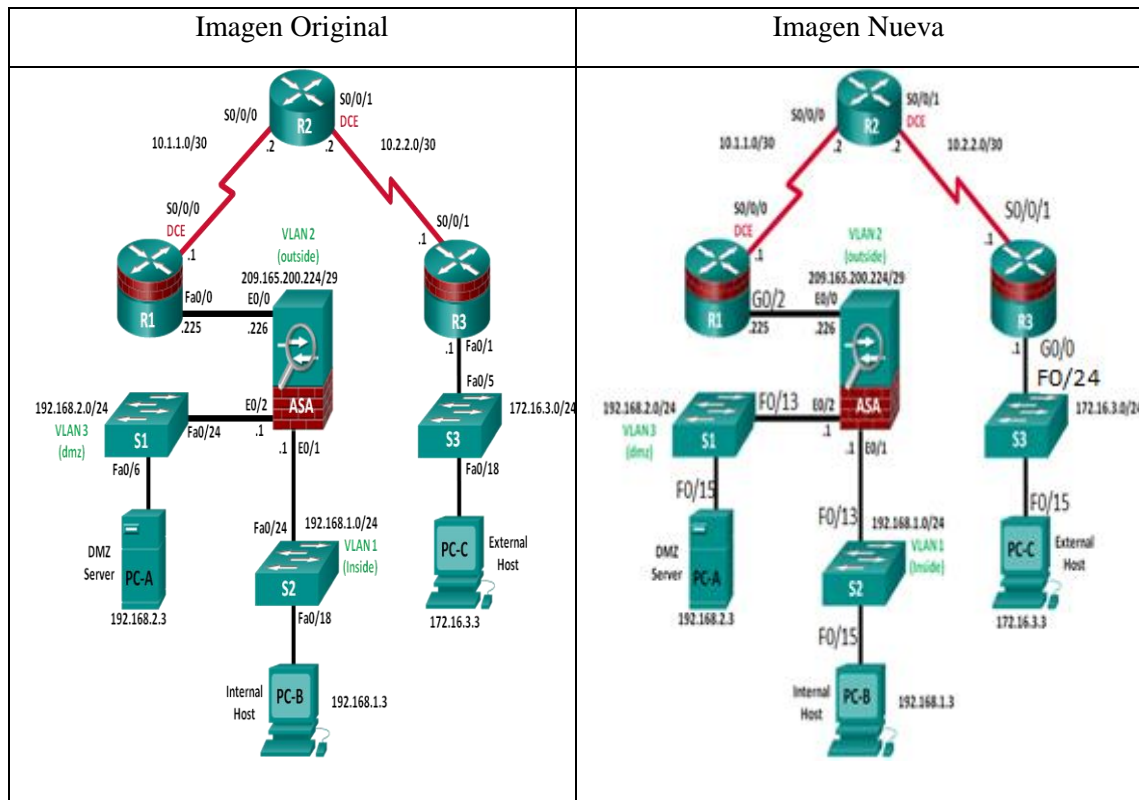 Imagen Original
S0/0/0
S0/0/1
DCE
R2
.2
.2
10.1.1.0/30
10.2.2.0/30
S0/0/0
DCE
.1
S0/0/1
.1
VLAN 2
(outside)
209.165.200.224/29
R1
Fa0/0
.225
E0/0
.226
R3
.1
Fa0/1
Fa0/5
192.168.2.0/24
VLAN 3
(dmz)
S1
Fa0/24
E0/2
.1
ASA
.1
E0/1
172.16.3.0/24
S3
Fa0/18
Fa0/6
DMZ
Server
PC-A
192.168.2.3
Fa0/24
192.168.1.0/24
VLAN 1
(Inside)
S2
Fa0/18
PC-C
External
Host
172.16.3.3
Internal
Host
PC-B
192.168.1.3
Imagen Nueva
S0/0/0
S0/0/1
DCE
R2
.2
.2
10.1.1.0/30
10.2.2.0/30
S0/0/0
DCE
.1
S0/0/1
.1
VLAN 2
(outside)
209.165.200.224/29
R1
G0/2
.225
E0/0
.226
R3
.1
G0/0
F0/24
192.168.2.0/24
VLAN 3
(dmz)
S1
F0/13
E0/2
.1
ASA
.1
E0/1
172.16.3.0/24
S3
F0/15
F0/15
DMZ
Server
PC-A
192.168.2.3
F0/13
192.168.1.0/24
VLAN 1
(Inside)
S2
F0/15
PC-C
External
Host
172.16.3.3
Internal
Host
PC-B
192.168.1.3